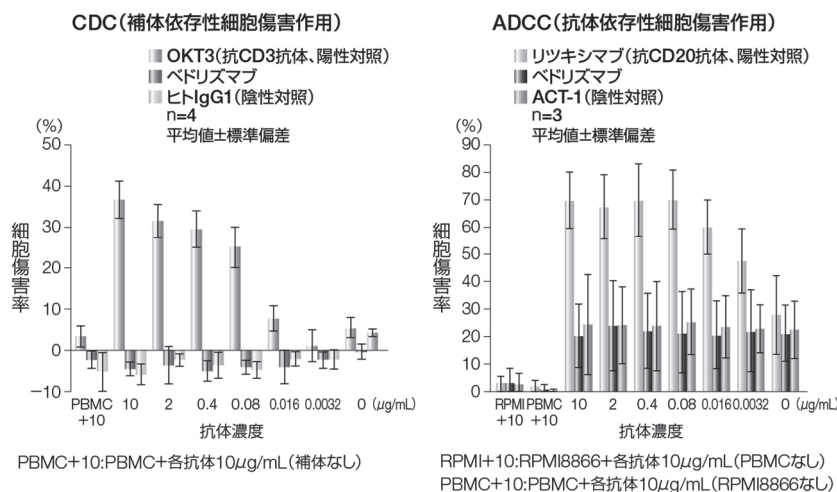 CDC(補体依存性細胞傷害作用)
OKT3(抗CD3抗体、陽性対照)
ベドリズマブ
ヒトIgG1(陰性対照)
n=4
平均値±標準偏差
(%)
50
40
30
20
10
0
−10
細胞傷害率
PBMC+10 10 2 0.4 0.08 0.016 0.0032 0 (μg/mL)
抗体濃度
PBMC+10:PBMC+各抗体10μg/mL(補体なし)
ADCC(抗体依存性細胞傷害作用)
リツキシマブ(抗CD20抗体、陽性対照)
ベドリズマブ
ACT-1(陰性対照)
n=3
平均値±標準偏差
(%)
90
80
70
60
50
40
30
20
10
0
細胞傷害率
RPMI+10 PBMC+10 10 2 0.4 0.08 0.016 0.0032 0 (μg/mL)
抗体濃度
RPMI+10:RPMI8866+各抗体10μg/mL(PBMCなし)
PBMC+10:PBMC+各抗体10μg/mL(RPMI8866なし)